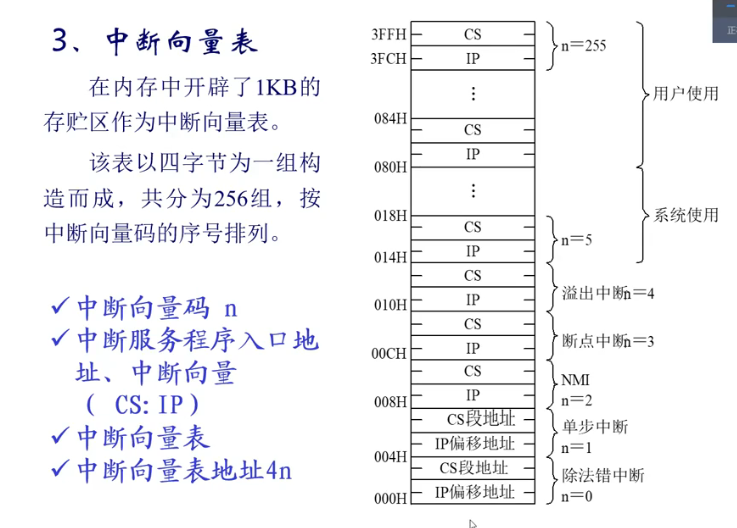 3、中断向量表
在内存中开辟了1KB的
存贮区作为中断向量表。
该表以四字节为一组构
造而成，共分为256组，按
中断向量码的序号排列。
✓中断向量码 n
✓中断服务程序入口地
址、中断向量
( CS:IP)
✓中断向量表
✓中断向量表地址4n
3FFH
CS
3FCH
IP
n＝255
⋮
用户使用
084H
CS
IP
080H
⋮
系统使用
018H
CS
IP
n＝5
014H
CS
IP
溢出中断n＝4
010H
CS
IP
断点中断n＝3
00CH
CS
IP
NMI
n＝2
008H
CS段地址
IP偏移地址
单步中断
n＝1
004H
CS段地址
IP偏移地址
除法错中断
n＝0
000H
正